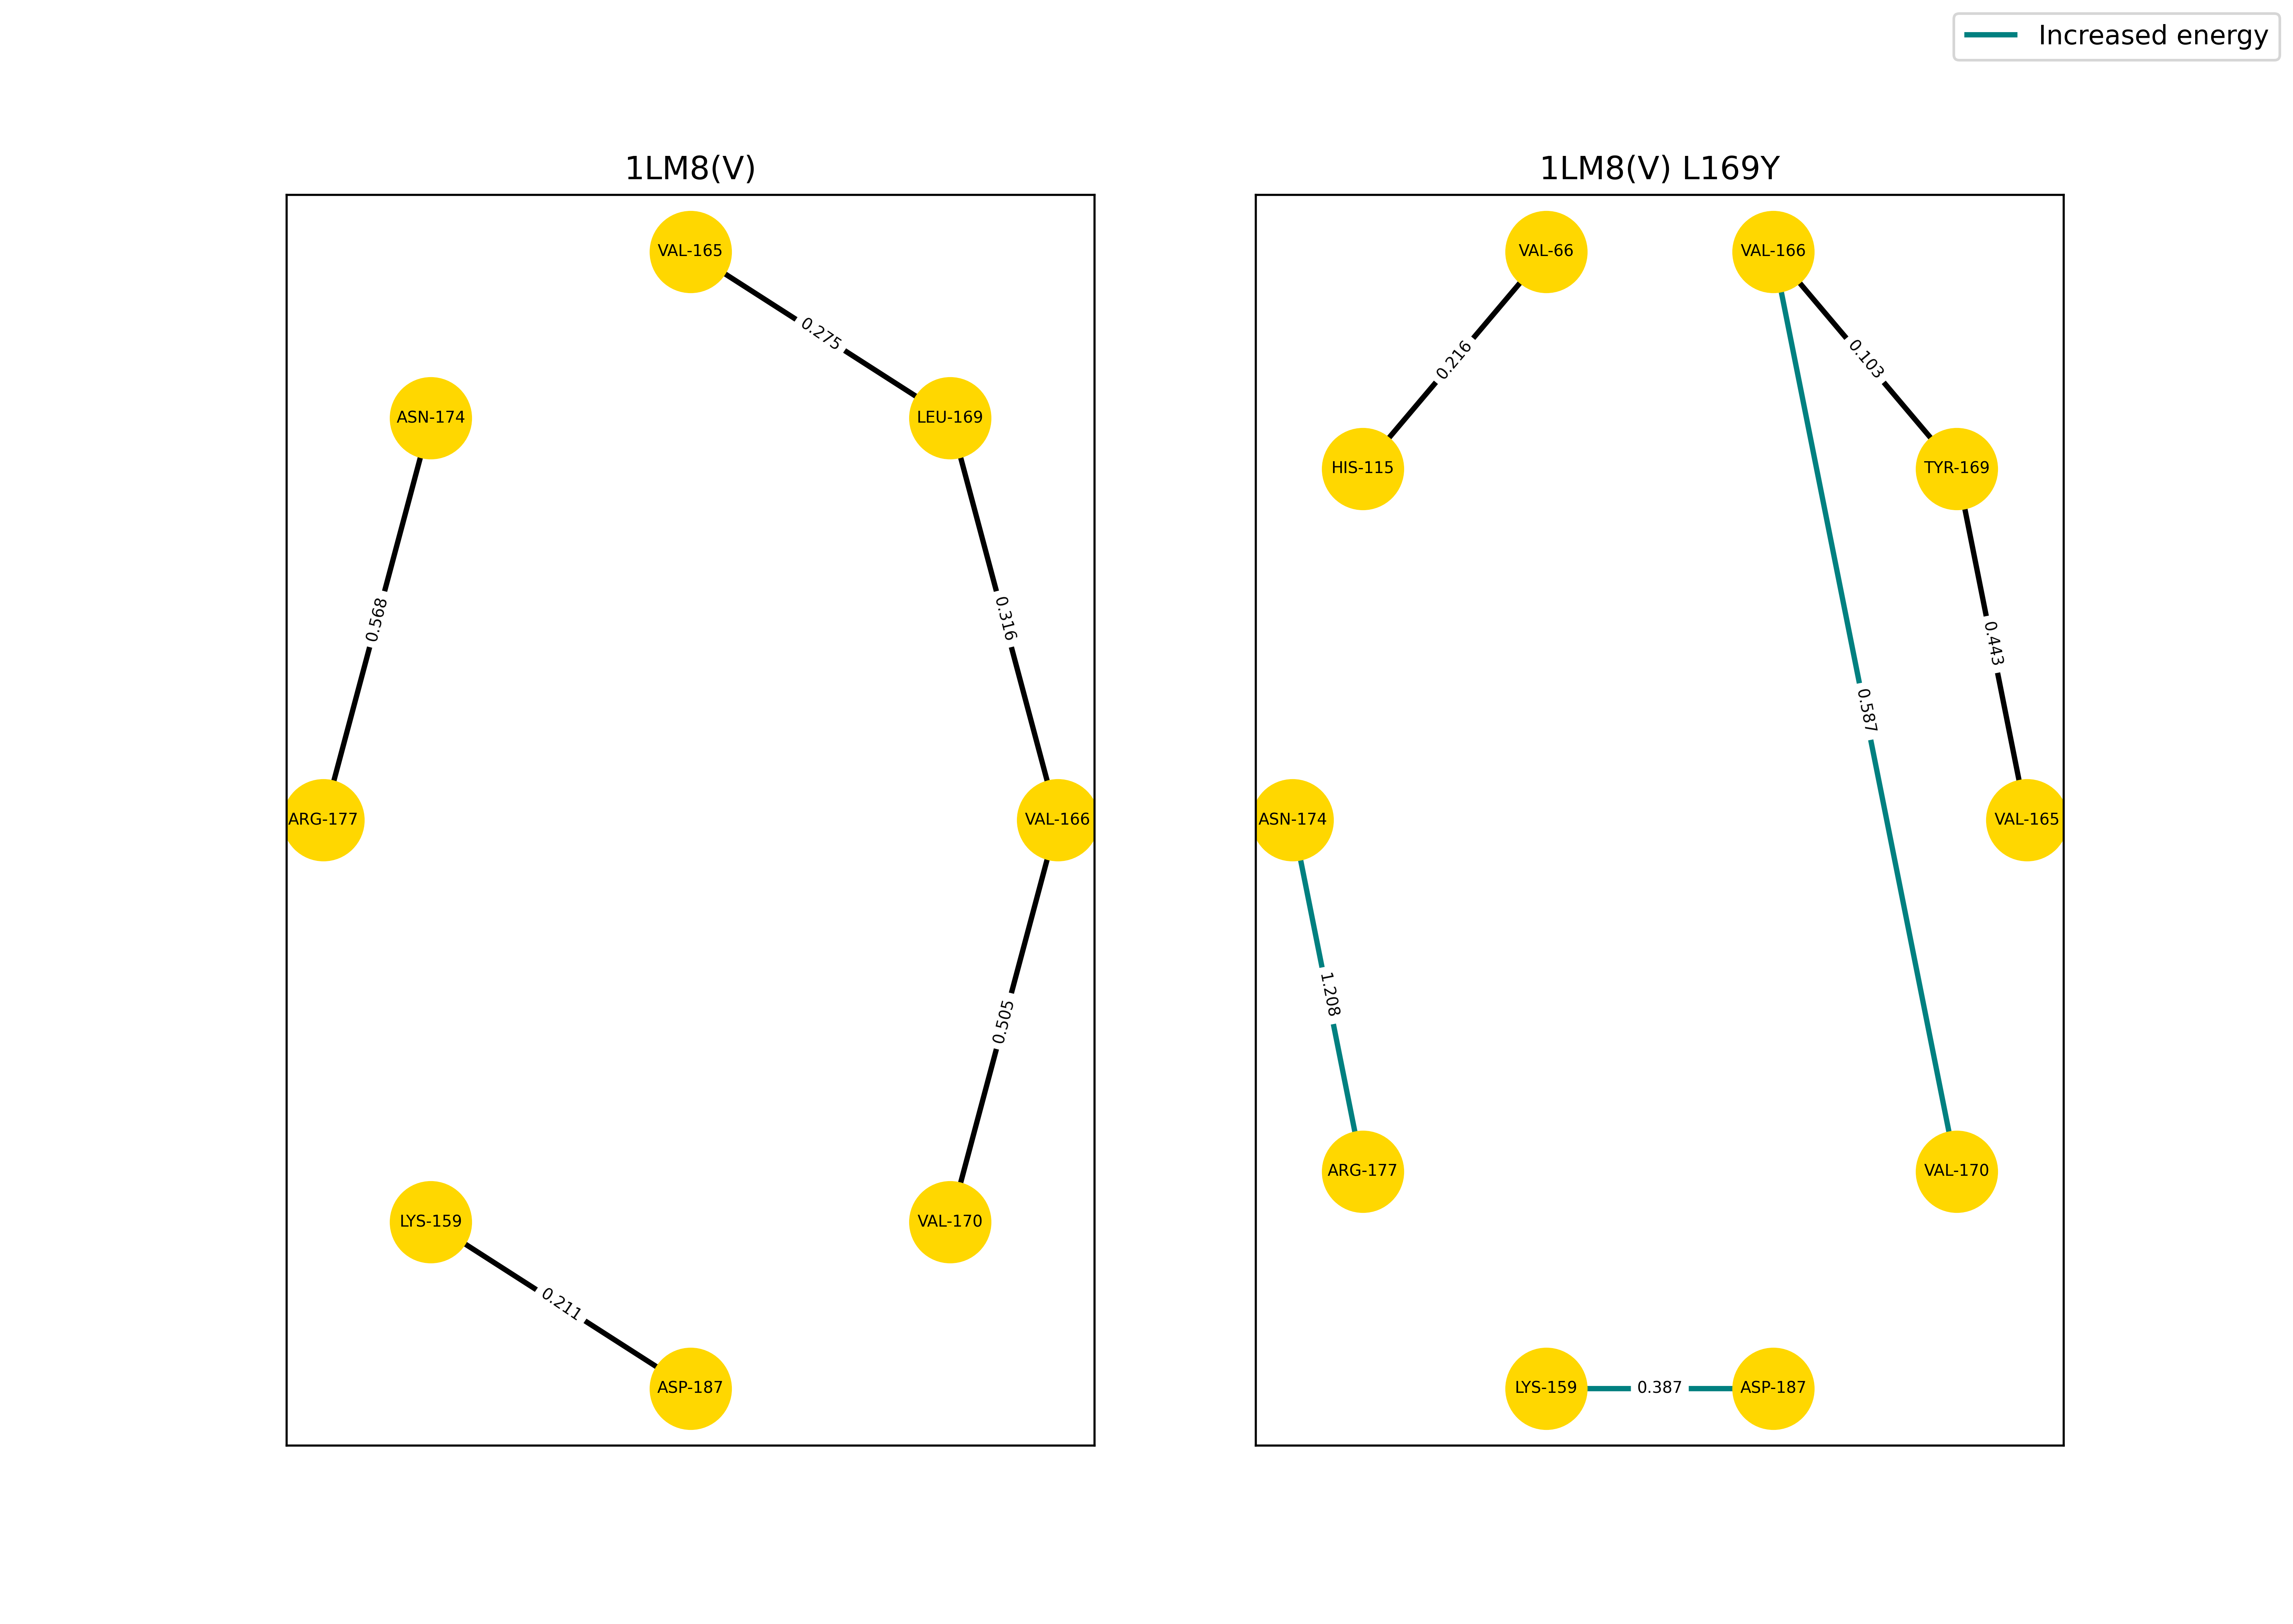 Increased energy
1LM8(V)
VAL-165
0.275
ASN-174
LEU-169
0.568
0.316
ARG-177
VAL-166
0.505
LYS-159
VAL-170
0.211
ASP-187
1LM8(V) L169Y
VAL-66
VAL-166
0.216
0.103
HIS-115
TYR-169
0.443
0.587
ASN-174
VAL-165
1.208
ARG-177
VAL-170
LYS-159
0.387
ASP-187